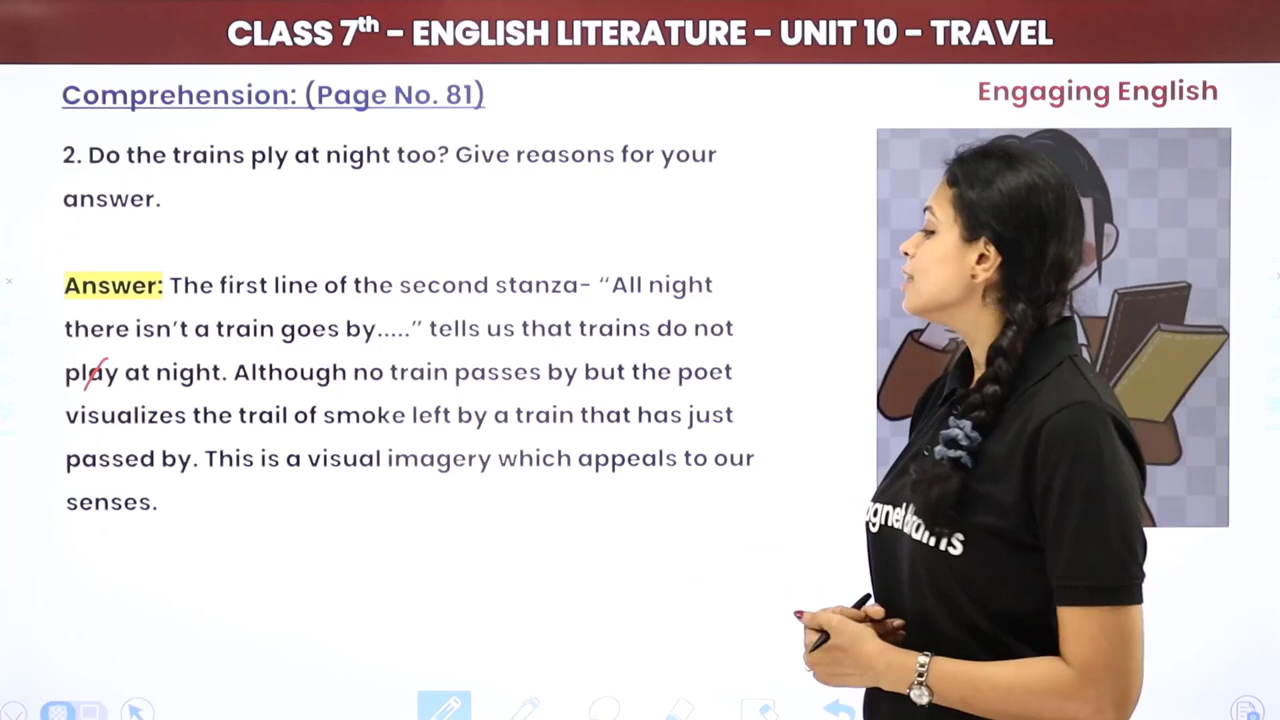 CLASS 7th – ENGLISH LITERATURE – UNIT 10 – TRAVEL
Comprehension: (Page No. 81)
Engaging English
2. Do the trains ply at night too? Give reasons for your
answer.
Answer: The first line of the second stanza- “All night
there isn’t a train goes by.....” tells us that trains do not
play at night. Although no train passes by but the poet
visualizes the trail of smoke left by a train that has just
passed by. This is a visual imagery which appeals to our
senses.